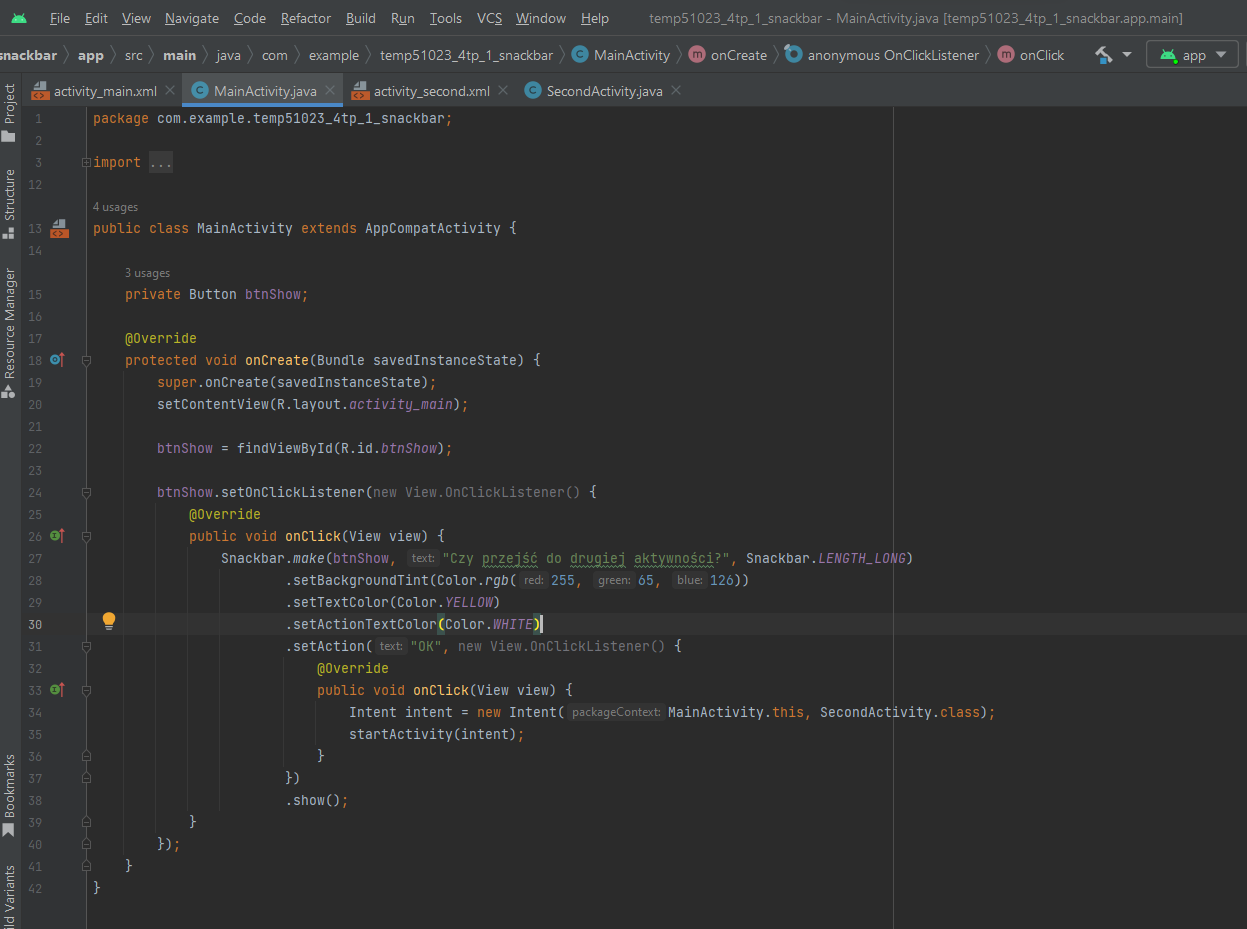 File Edit View Navigate Code Refactor Build Run Tools VCS Window Help temp51023_4tp_1_snackbar - MainActivity.java [temp51023_4tp_1_snackbar.app.main]
snackbar app src main java com example temp51023_4tp_1_snackbar MainActivity onCreate anonymous OnClickListener onClick app
activity_main.xml MainActivity.java activity_second.xml SecondActivity.java
Project
Structure
Resource Manager
Bookmarks
ild Variants
1 package com.example.temp51023_4tp_1_snackbar;
2
3 import ...
12
4 usages
13 public class MainActivity extends AppCompatActivity {
14
3 usages
15 private Button btnShow;
16
17 @Override
18 protected void onCreate(Bundle savedInstanceState) {
19 super.onCreate(savedInstanceState);
20 setContentView(R.layout.activity_main);
21
22 btnShow = findViewById(R.id.btnShow);
23
24 btnShow.setOnClickListener(new View.OnClickListener() {
25 @Override
26 public void onClick(View view) {
27 Snackbar.make(btnShow, text: "Czy przejść do drugiej aktywności?", Snackbar.LENGTH_LONG)
28 .setBackgroundTint(Color.rgb( red: 255, green: 65, blue: 126))
29 .setTextColor(Color.YELLOW)
30 .setActionTextColor(Color.WHITE)
31 .setAction( text: "OK", new View.OnClickListener() {
32 @Override
33 public void onClick(View view) {
34 Intent intent = new Intent( packageContext: MainActivity.this, SecondActivity.class);
35 startActivity(intent);
36 }
37 })
38 .show();
39 }
40 });
41 }
42 }